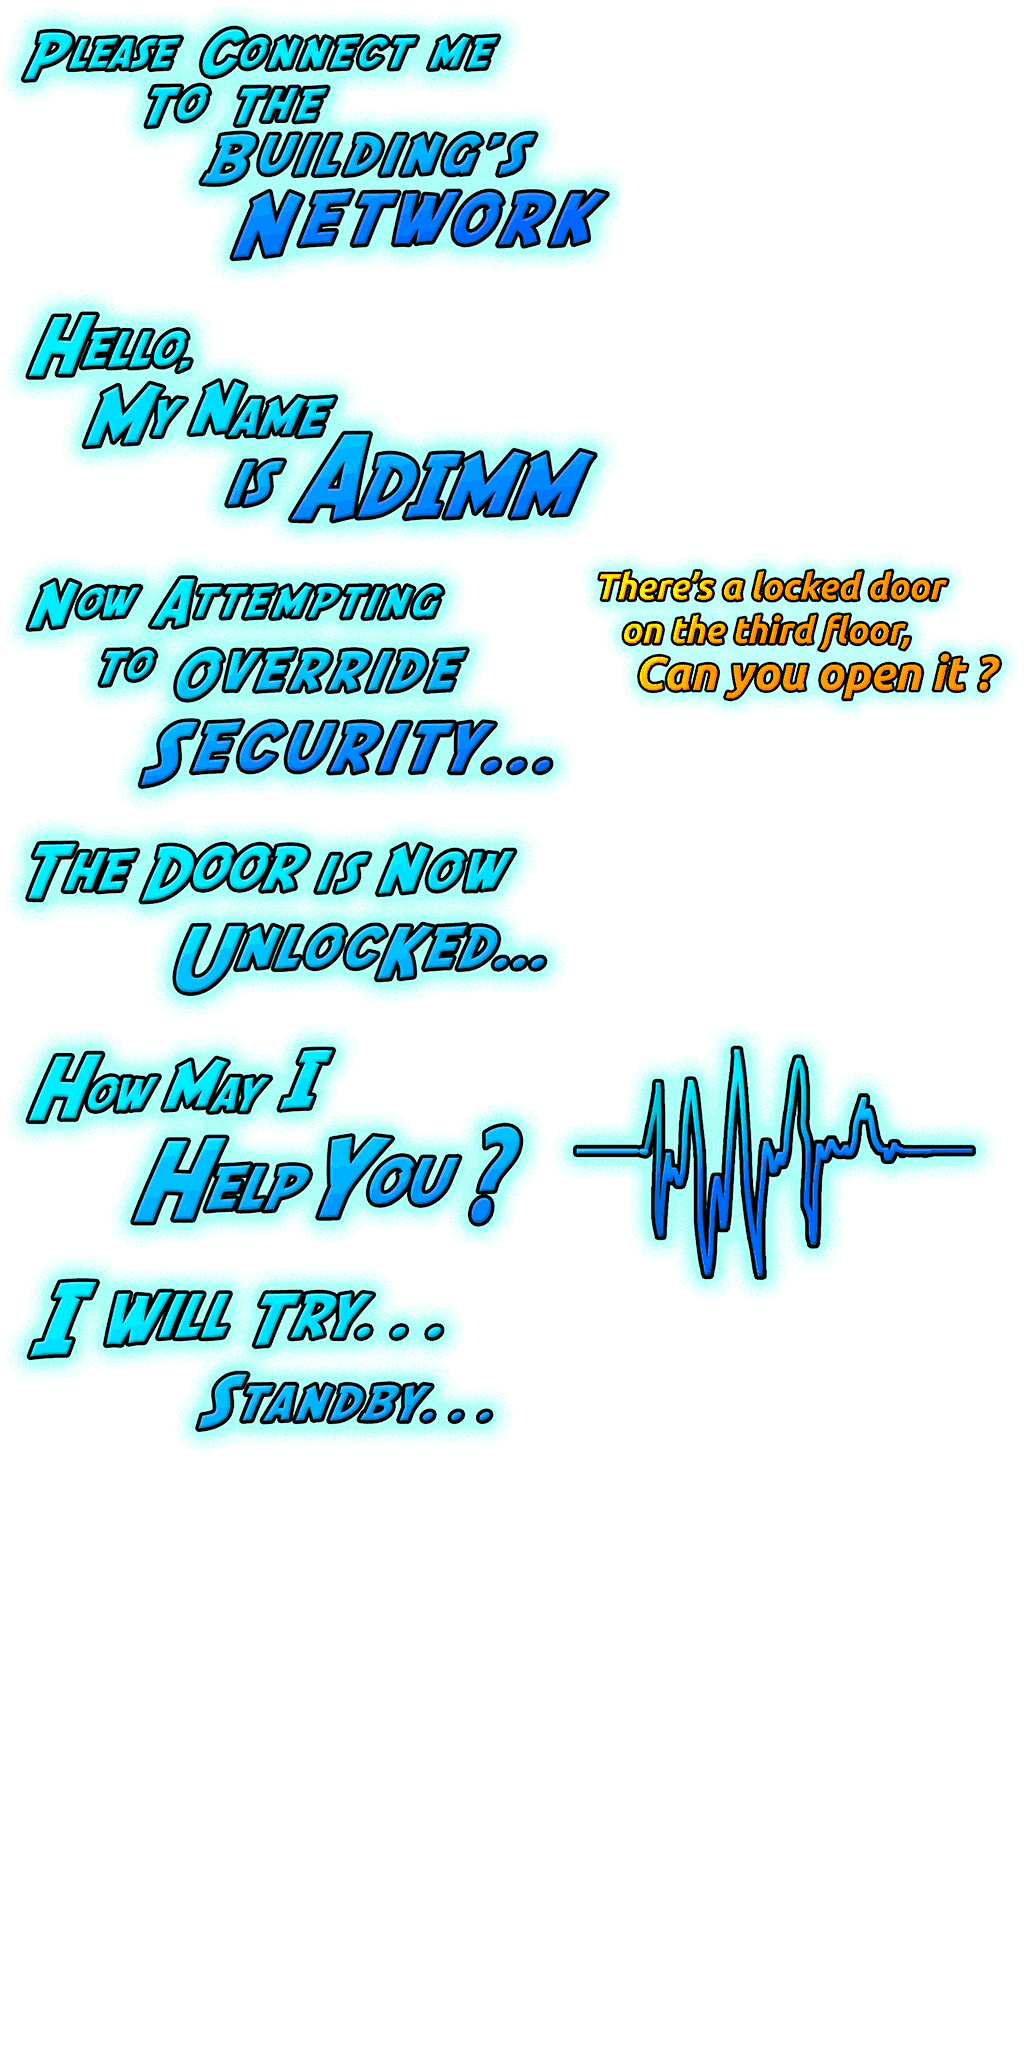 Please Connect me
to the
Building's
Network
Hello,
My Name
is Adimm
Now Attempting
to Override
Security...
There's a locked door
on the third floor,
Can you open it ?
The Door is Now
Unlocked...
How May I
Help You ?
I will try...
Standby...